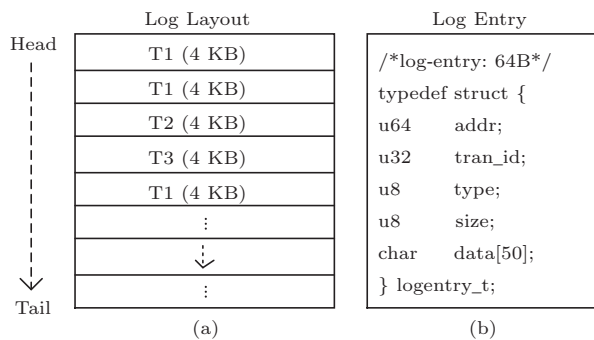 Log Layout
Head
T1 (4 KB)
T1 (4 KB)
T2 (4 KB)
T3 (4 KB)
T1 (4 KB)
⋮
⋮
Tail
(a)
Log Entry
/*log-entry: 64B*/
typedef struct {
u64 addr;
u32 tran_id;
u8 type;
u8 size;
char data[50];
} logentry_t;
(b)